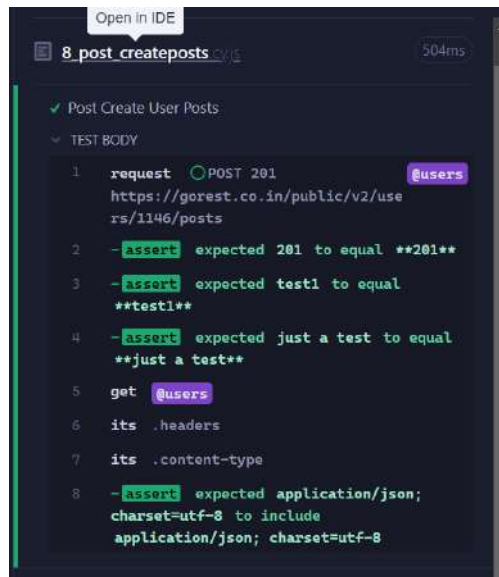 Open in IDE
8_post_createposts.cy.js
504ms
✓ Post Create User Posts
TEST BODY
1 request POST 201 @users
https://gorest.co.in/public/v2/use
rs/1146/posts
2 -assert expected 201 to equal **201**
3 -assert expected test1 to equal
**test1**
4 -assert expected just a test to equal
**just a test**
5 get @users
6 its .headers
7 its .content-type
8 -assert expected application/json;
charset=utf-8 to include
application/json; charset=utf-8